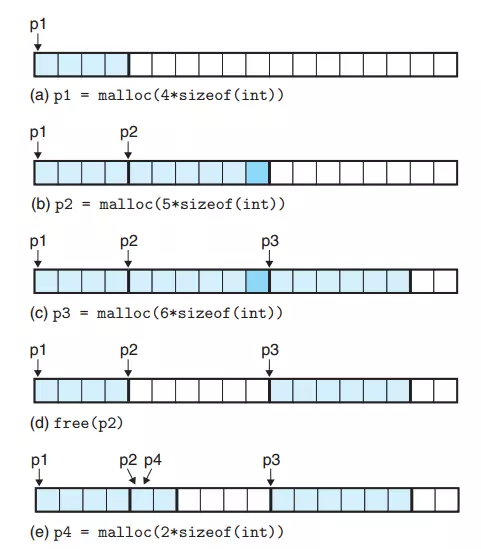 p1
(a) p1 = malloc(4*sizeof(int))
p1 p2
(b) p2 = malloc(5*sizeof(int))
p1 p2 p3
(c) p3 = malloc(6*sizeof(int))
p1 p2 p3
(d) free(p2)
p1 p2 p4 p3
(e) p4 = malloc(2*sizeof(int))